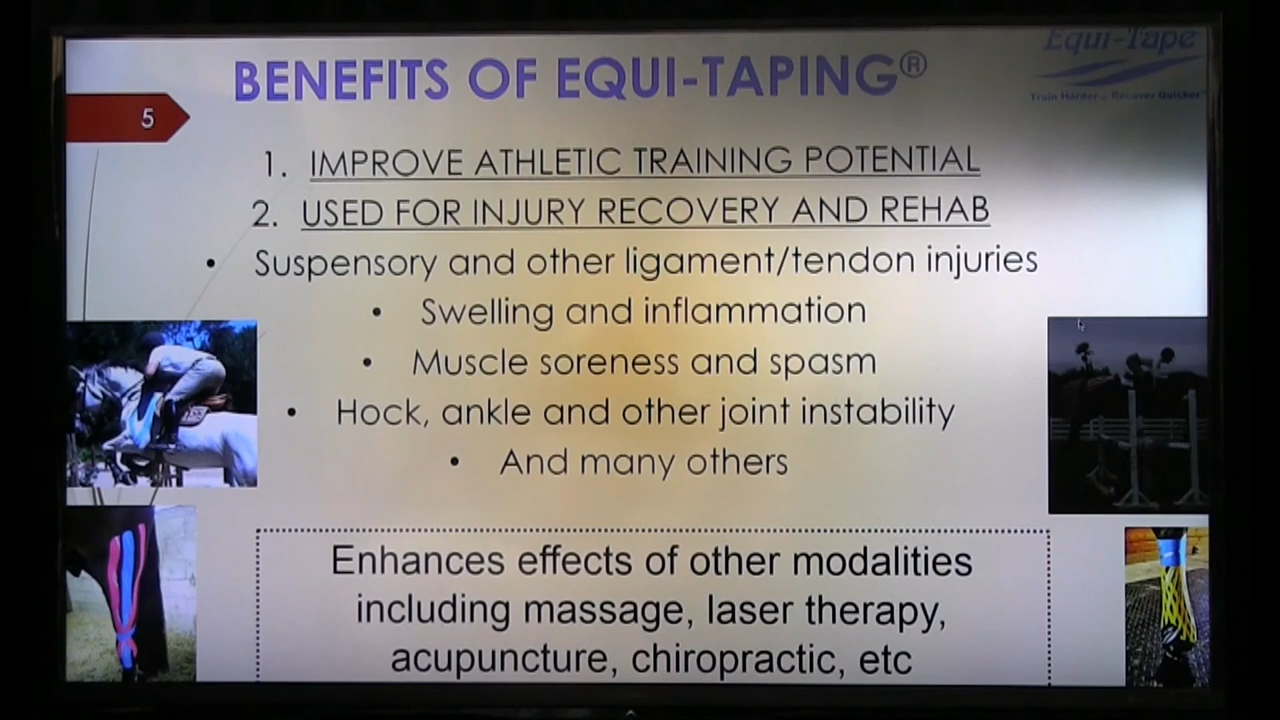 Equi-Tape
Train Harder... Recover Quicker
BENEFITS OF EQUI-TAPING®
5
1. IMPROVE ATHLETIC TRAINING POTENTIAL
2. USED FOR INJURY RECOVERY AND REHAB
• Suspensory and other ligament/tendon injuries
• Swelling and inflammation
• Muscle soreness and spasm
• Hock, ankle and other joint instability
• And many others
Enhances effects of other modalities
including massage, laser therapy,
acupuncture, chiropractic, etc